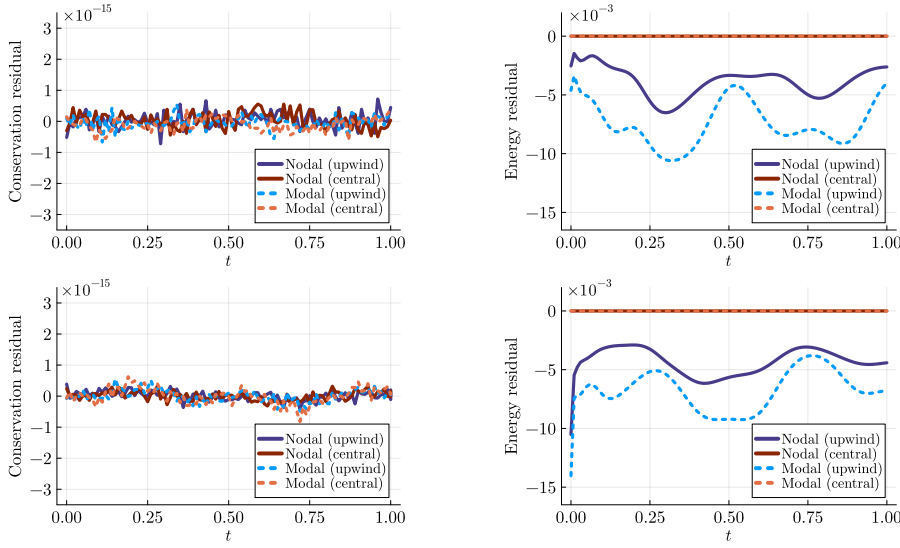 ×10⁻¹⁵
3
2
1
0
−1
−2
−3
Conservation residual
0.00 0.25 0.50 0.75 1.00
t
Nodal (upwind)
Nodal (central)
Modal (upwind)
Modal (central)
×10⁻³
0
−5
−10
−15
Energy residual
0.00 0.25 0.50 0.75 1.00
t
Nodal (upwind)
Nodal (central)
Modal (upwind)
Modal (central)
×10⁻¹⁵
3
2
1
0
−1
−2
−3
Conservation residual
0.00 0.25 0.50 0.75 1.00
t
Nodal (upwind)
Nodal (central)
Modal (upwind)
Modal (central)
×10⁻³
0
−5
−10
−15
Energy residual
0.00 0.25 0.50 0.75 1.00
t
Nodal (upwind)
Nodal (central)
Modal (upwind)
Modal (central)